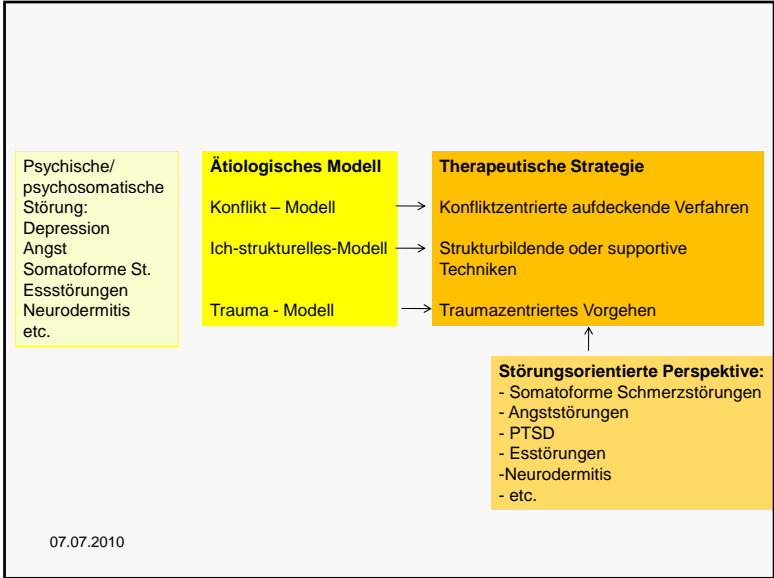 Psychische/
psychosomatische
Störung:
Depression
Angst
Somatoforme St.
Essstörungen
Neurodermitis
etc.
Ätiologisches Modell
Konflikt – Modell
Ich-strukturelles-Modell
Trauma - Modell
Therapeutische Strategie
Konfliktzentrierte aufdeckende Verfahren
Strukturbildende oder supportive
Techniken
Traumazentriertes Vorgehen
Störungsorientierte Perspektive:
- Somatoforme Schmerzstörungen
- Angststörungen
- PTSD
- Esstörungen
-Neurodermitis
- etc.
07.07.2010